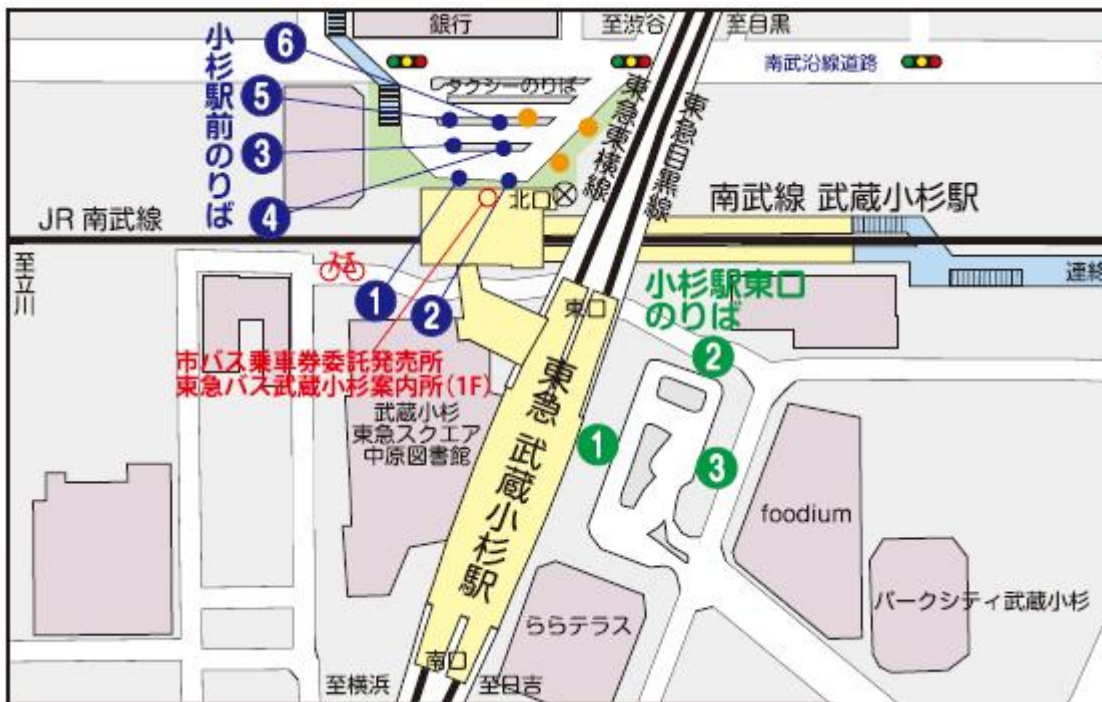 銀行
至渋谷
至目黒
南武沿線道路
タクシーのりば
小杉駅前のりば
6
5
3
4
1
2
東急東横線
東急目黒線
北口
JR 南武線
南武線 武蔵小杉駅
至立川
連絡
小杉駅東口
のりば
東口
2
1
3
市バス乗車券委託発売所
東急バス武蔵小杉案内所(1F)
武蔵小杉
東急スクエア
中原図書館
東急 武蔵小杉駅
foodium
パークシティ武蔵小杉
ららテラス
南口
至横浜
至日吉